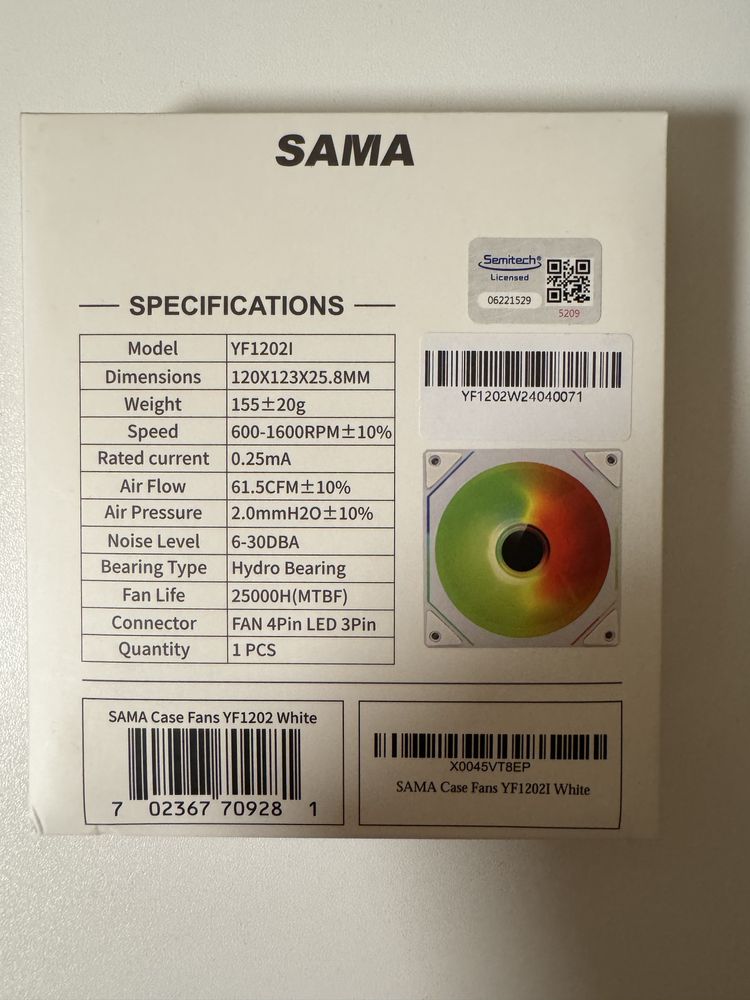 SAMA
Semitech®
Licensed
06221529
5209
SPECIFICATIONS
Model YF1202I
Dimensions 120X123X25.8MM
Weight 155±20g
Speed 600-1600RPM±10%
Rated current 0.25mA
Air Flow 61.5CFM±10%
Air Pressure 2.0mmH2O±10%
Noise Level 6-30DBA
Bearing Type Hydro Bearing
Fan Life 25000H(MTBF)
Connector FAN 4Pin LED 3Pin
Quantity 1 PCS
YF1202W24040071
SAMA Case Fans YF1202 White
7 02367 70928 1
X0045VT8EP
SAMA Case Fans YF1202I White